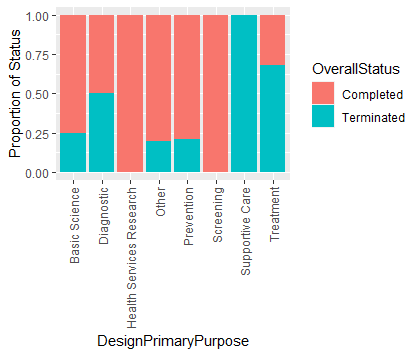 Proportion of Status
1.00
0.75
0.50
0.25
0.00
Basic Science
Diagnostic
Health Services Research
Other
Prevention
Screening
Supportive Care
Treatment
DesignPrimaryPurpose
OverallStatus
Completed
Terminated